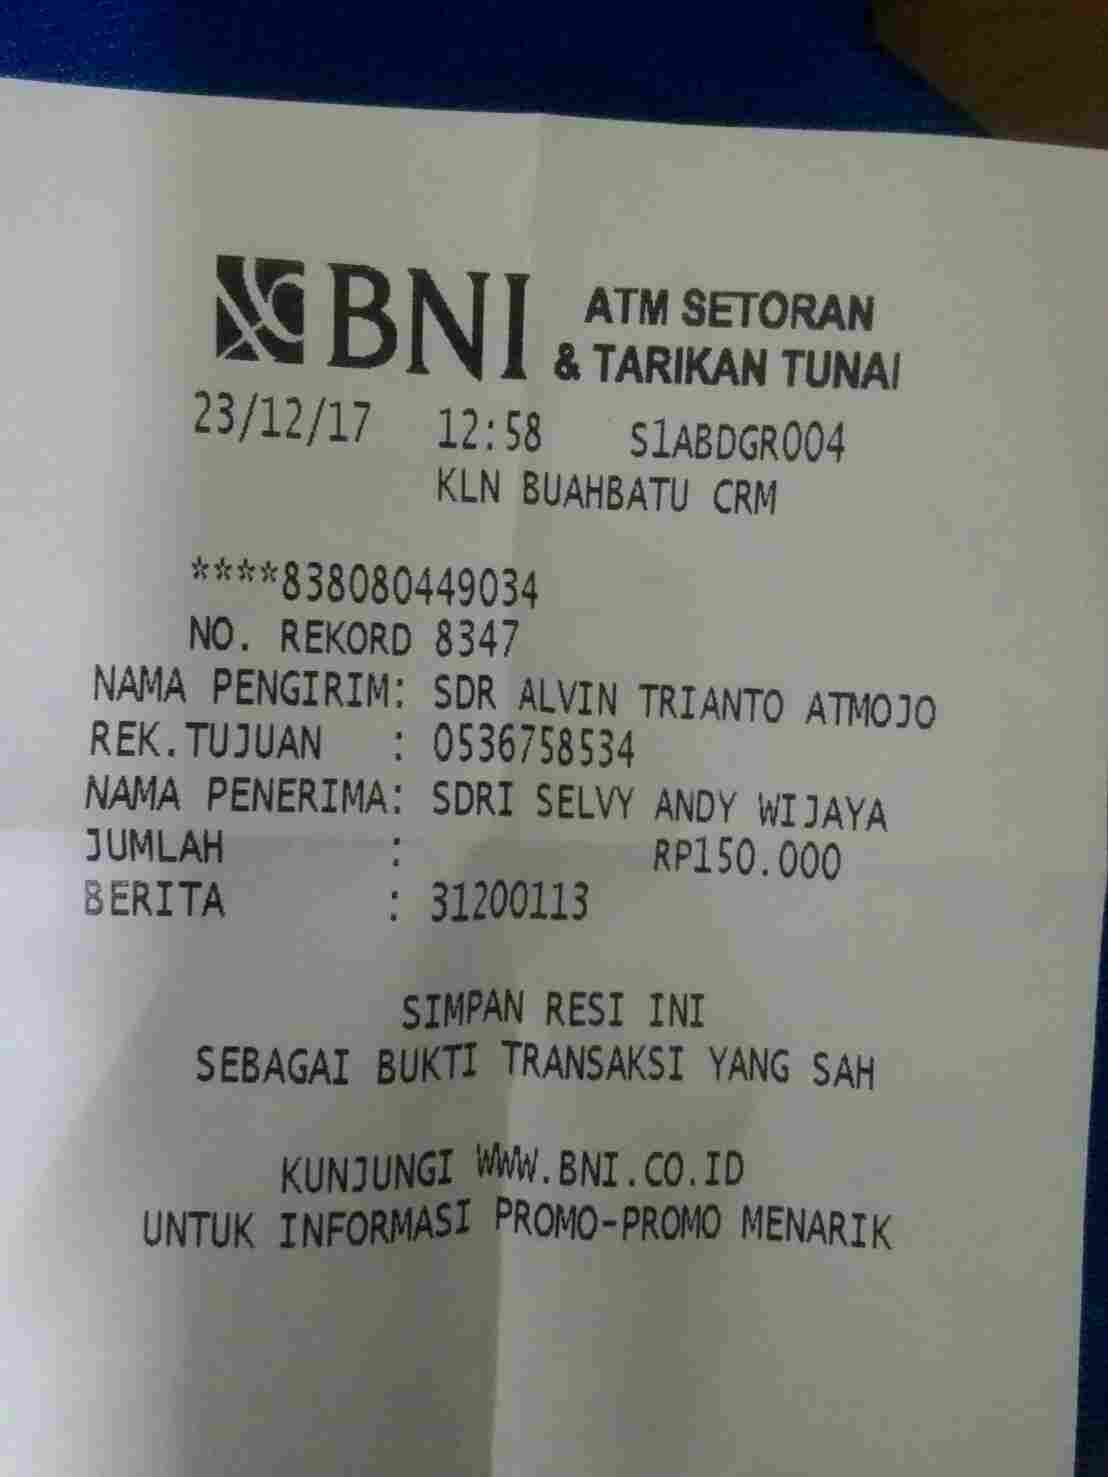 BNI ATM SETORAN
& TARIKAN TUNAI
23/12/17 12:58 S1ABDGR004
KLN BUAHBATU CRM
****838080449034
NO. REKORD 8347
NAMA PENGIRIM: SDR ALVIN TRIANTO ATMOJO
REK.TUJUAN : 0536758534
NAMA PENERIMA: SDRI SELVY ANDY WIJAYA
JUMLAH : RP150.000
BERITA : 31200113
SIMPAN RESI INI
SEBAGAI BUKTI TRANSAKSI YANG SAH
KUNJUNGI WWW.BNI.CO.ID
UNTUK INFORMASI PROMO-PROMO MENARIK